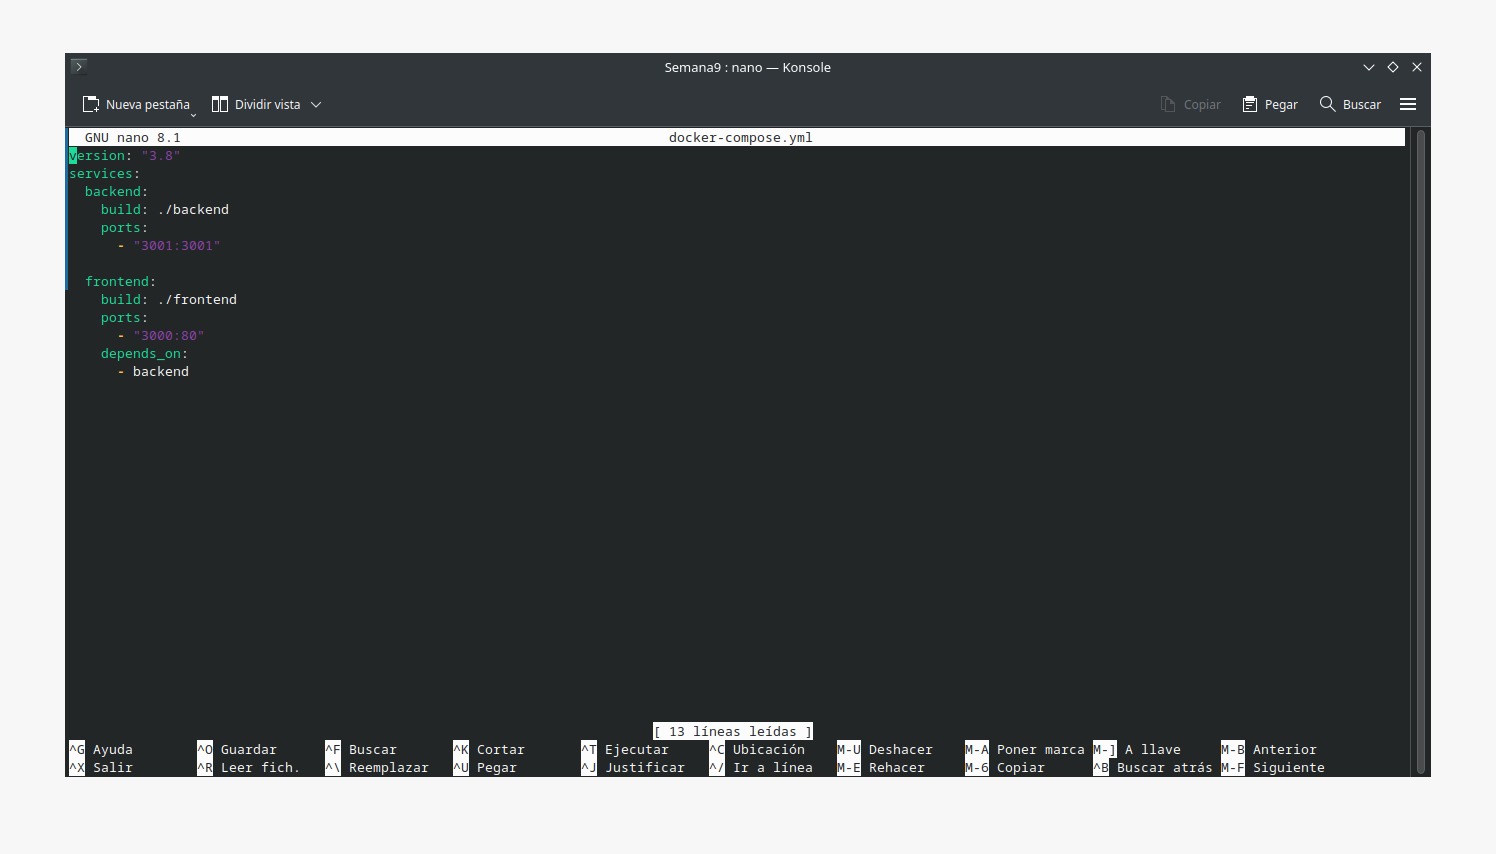 Semana9 : nano — Konsole
Nueva pestaña Dividir vista Copiar Pegar Buscar
GNU nano 8.1 docker-compose.yml
version: "3.8"
services:
  backend:
    build: ./backend
    ports:
      - "3001:3001"

  frontend:
    build: ./frontend
    ports:
      - "3000:80"
    depends_on:
      - backend
[ 13 líneas leídas ]
^G Ayuda ^O Guardar ^F Buscar ^K Cortar ^T Ejecutar ^C Ubicación M-U Deshacer M-A Poner marca M-] A llave M-B Anterior
^X Salir ^R Leer fich. ^\ Reemplazar ^U Pegar ^J Justificar ^/ Ir a línea M-E Rehacer M-6 Copiar ^B Buscar atrás M-F Siguiente